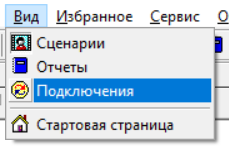 Вид Избранное Сервис
Сценарии
Отчеты
Подключения
Стартовая страница